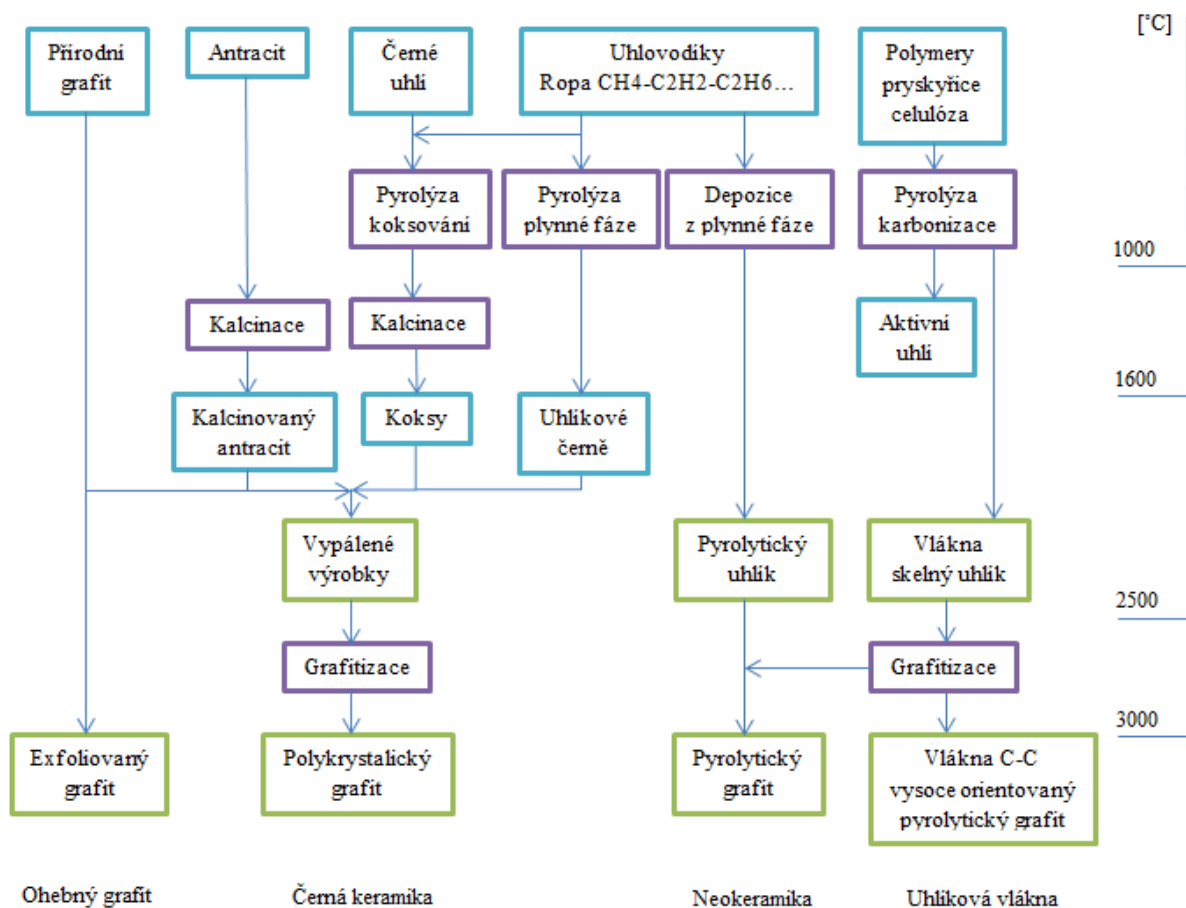 [°C]
Přírodní
grafit
Antracit
Černé
uhlí
Uhlovodíky
Ropa CH4-C2H2-C2H6…
Polymery
pryskyřice
celulóza
Pyrolýza
koksování
Pyrolýza
plynné fáze
Depozice
z plynné fáze
Pyrolýza
karbonizace
1000
Kalcinace
Kalcinace
Aktivní
uhlí
1600
Kalcinovaný
antracit
Koksy
Uhlíkové
černě
Vypálené
výrobky
Pyrolytický
uhlík
Vlákna
skelný uhlík
2500
Grafitizace
Grafitizace
3000
Exfoliovaný
grafit
Polykrystalický
grafit
Pyrolytický
grafit
Vlákna C-C
vysoce orientovaný
pyrolytický grafit
Ohebný grafit
Černá keramika
Neokeramika
Uhlíková vlákna